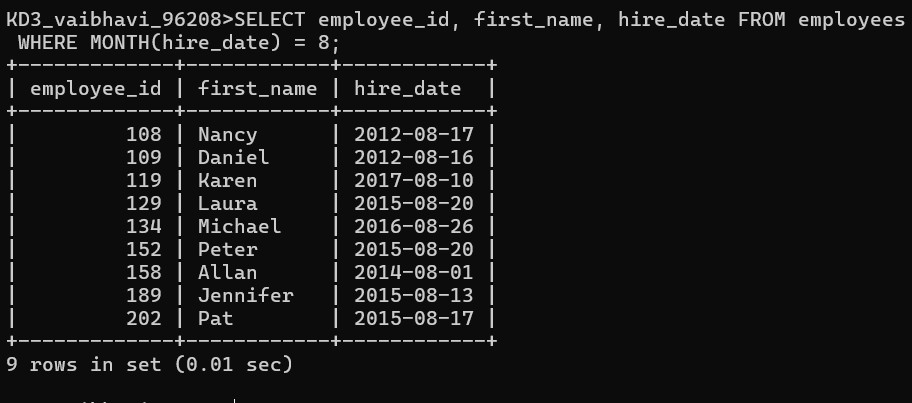 KD3_vaibhavi_96208>SELECT employee_id, first_name, hire_date FROM employees
 WHERE MONTH(hire_date) = 8;
+-------------+------------+------------+
| employee_id | first_name | hire_date  |
+-------------+------------+------------+
|         108 | Nancy      | 2012-08-17 |
|         109 | Daniel     | 2012-08-16 |
|         119 | Karen      | 2017-08-10 |
|         129 | Laura      | 2015-08-20 |
|         134 | Michael    | 2016-08-26 |
|         152 | Peter      | 2015-08-20 |
|         158 | Allan      | 2014-08-01 |
|         189 | Jennifer   | 2015-08-13 |
|         202 | Pat        | 2015-08-17 |
+-------------+------------+------------+
9 rows in set (0.01 sec)